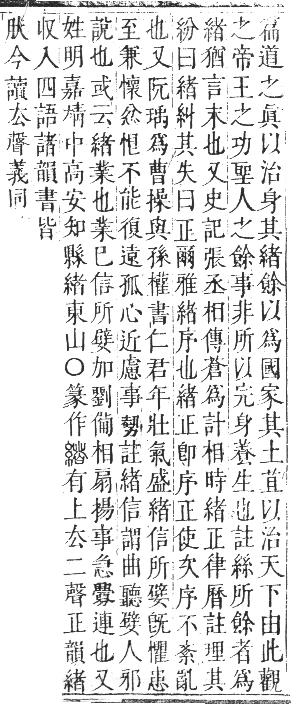 需道之眞以治身其緒餘以爲國家其土苴以治天下由此觀
之帝王之功聖人之餘事非所以完身養生也註絲所餘者爲
緒猶言末也又史記張丞相傳蒼爲計相時緒正律曆註理其
紛曰緒糾其失曰正爾雅緒序也緒正卽序正使次序不紊亂
也又阮瑀爲曹操與孫權書仁君年壯氣盛緒信所嬖旣懼患
至兼懷忿恨不能復遠孤心近慮事勢註緒信謂曲聽嬖人邪
說也或云緒業也業已信所嬖加劉備相扇揚事急釁連也又
姓明嘉靖中高安知縣緒東山○篆作緒有上去二聲正韻緒
収入四語諸韻書皆
肰今讀去聲義同